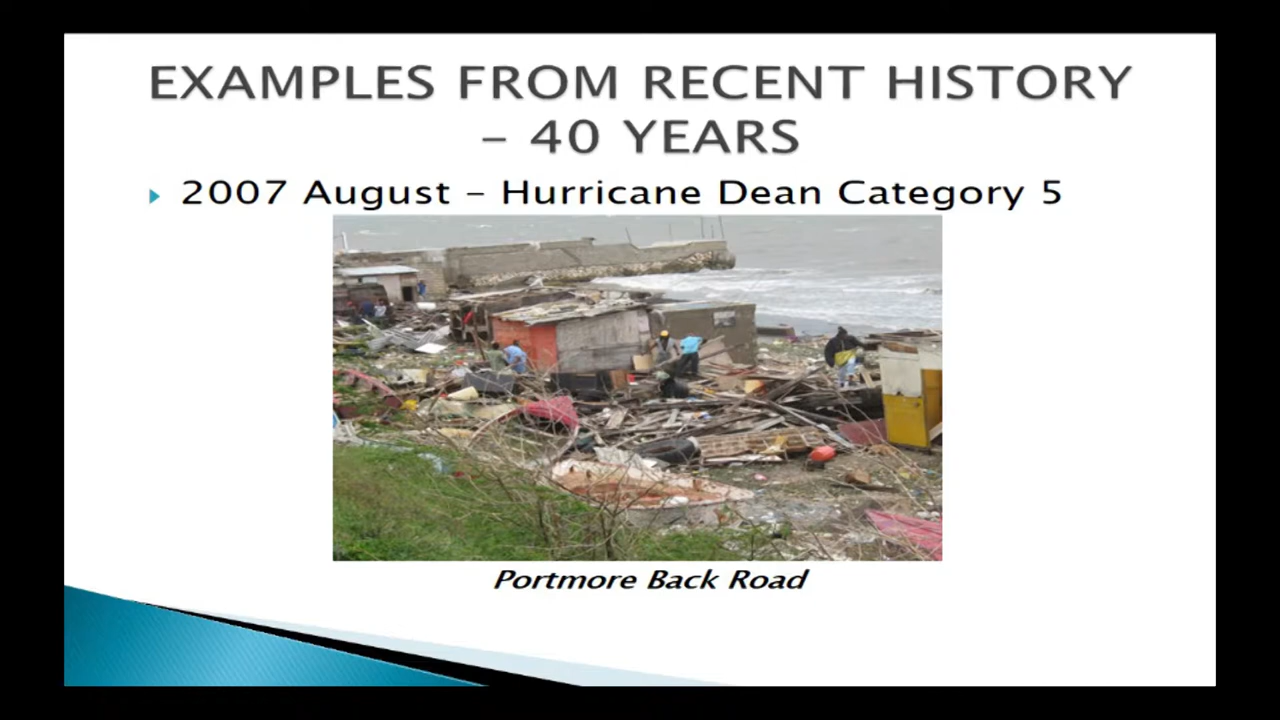 EXAMPLES FROM RECENT HISTORY
– 40 YEARS
2007 August – Hurricane Dean Category 5
Portmore Back Road